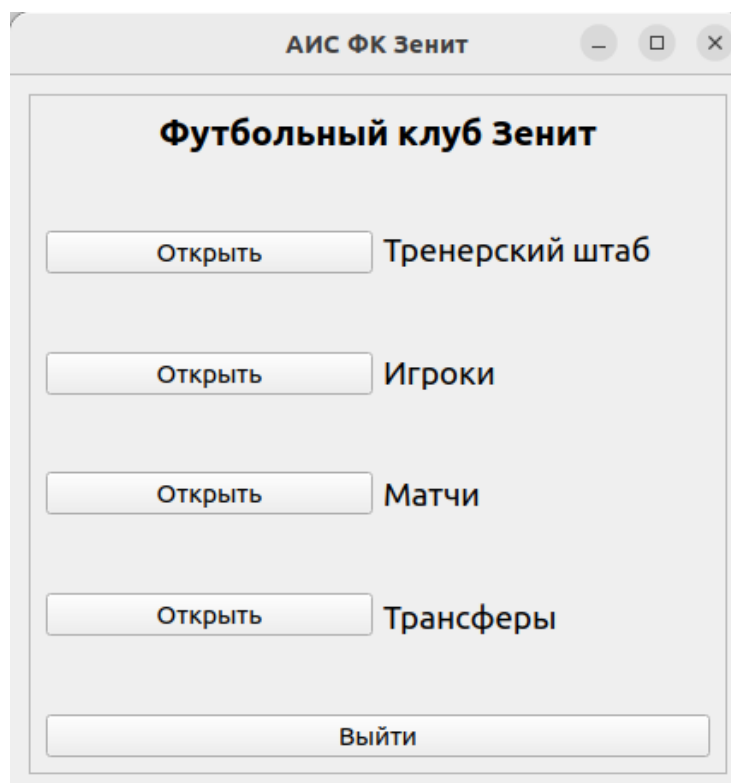 АИС ФК Зенит
Футбольный клуб Зенит
Открыть Тренерский штаб
Открыть Игроки
Открыть Матчи
Открыть Трансферы
Выйти